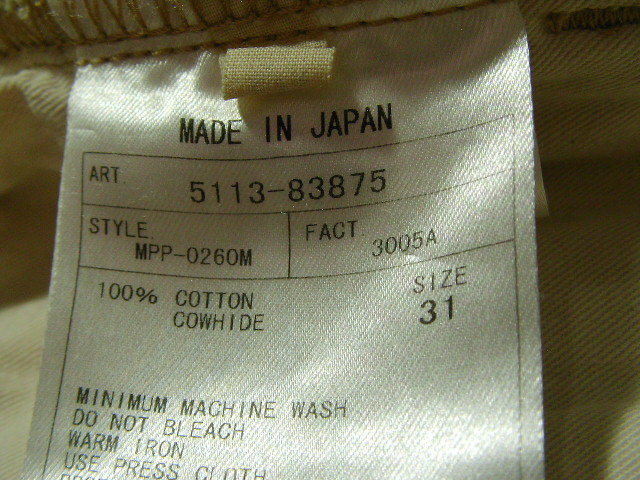 MADE IN JAPAN
ART 5113-83875
STYLE. MPP-0260M FACT. 3005A
100% COTTON SIZE
COWHIDE 31
MINIMUM MACHINE WASH
DO NOT BLEACH
WARM IRON
USE PRESS CLOTH